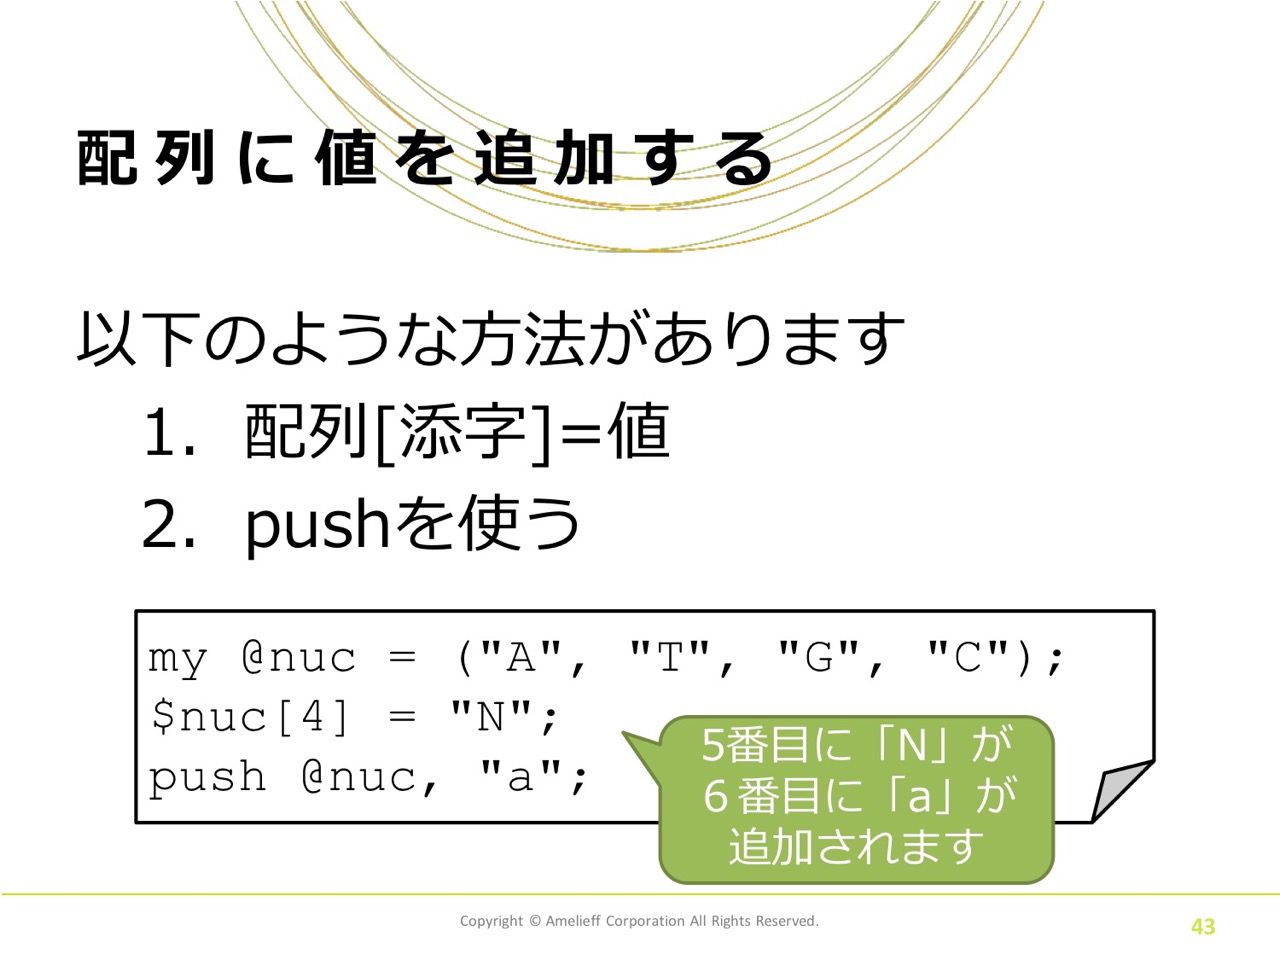 配列に値を追加する
以下のような方法があります
1. 配列[添字]=値
2. pushを使う
my @nuc = ("A", "T", "G", "C");
$nuc[4] = "N";
push @nuc, "a";
5番目に「N」が
６番目に「a」が
追加されます
Copyright © Amelieff Corporation All Rights Reserved.
43